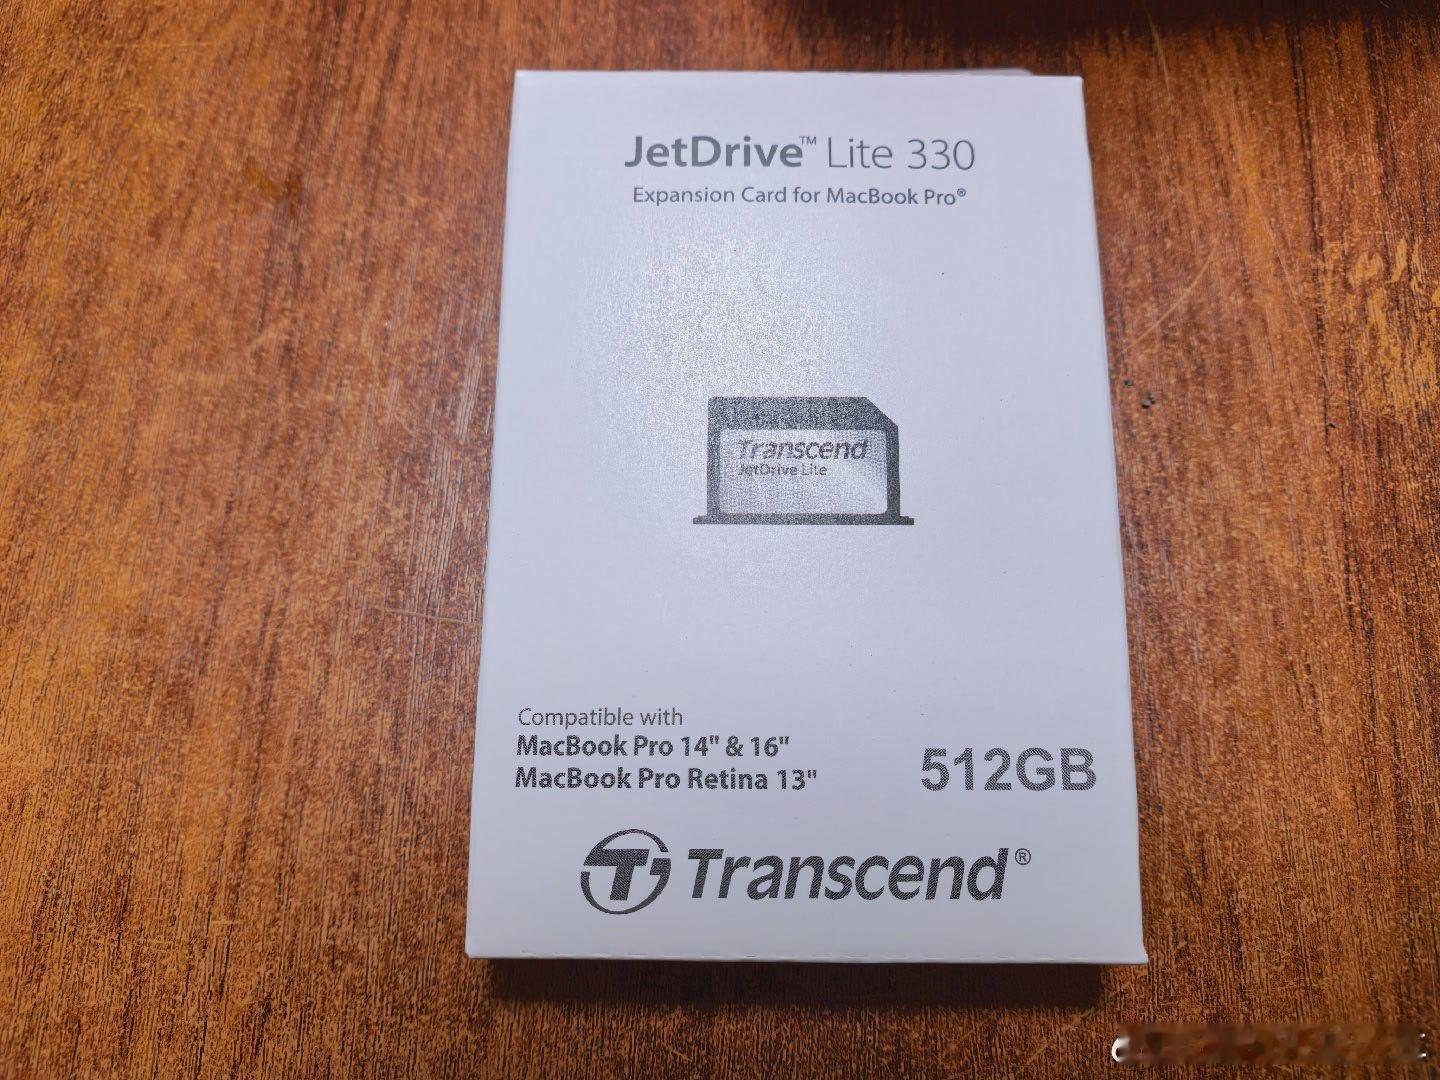 JetDrive™ Lite 330
Expansion Card for MacBook Pro®
Transcend
JetDrive Lite
Compatible with
MacBook Pro 14" & 16"
MacBook Pro Retina 13"
512GB
Transcend®